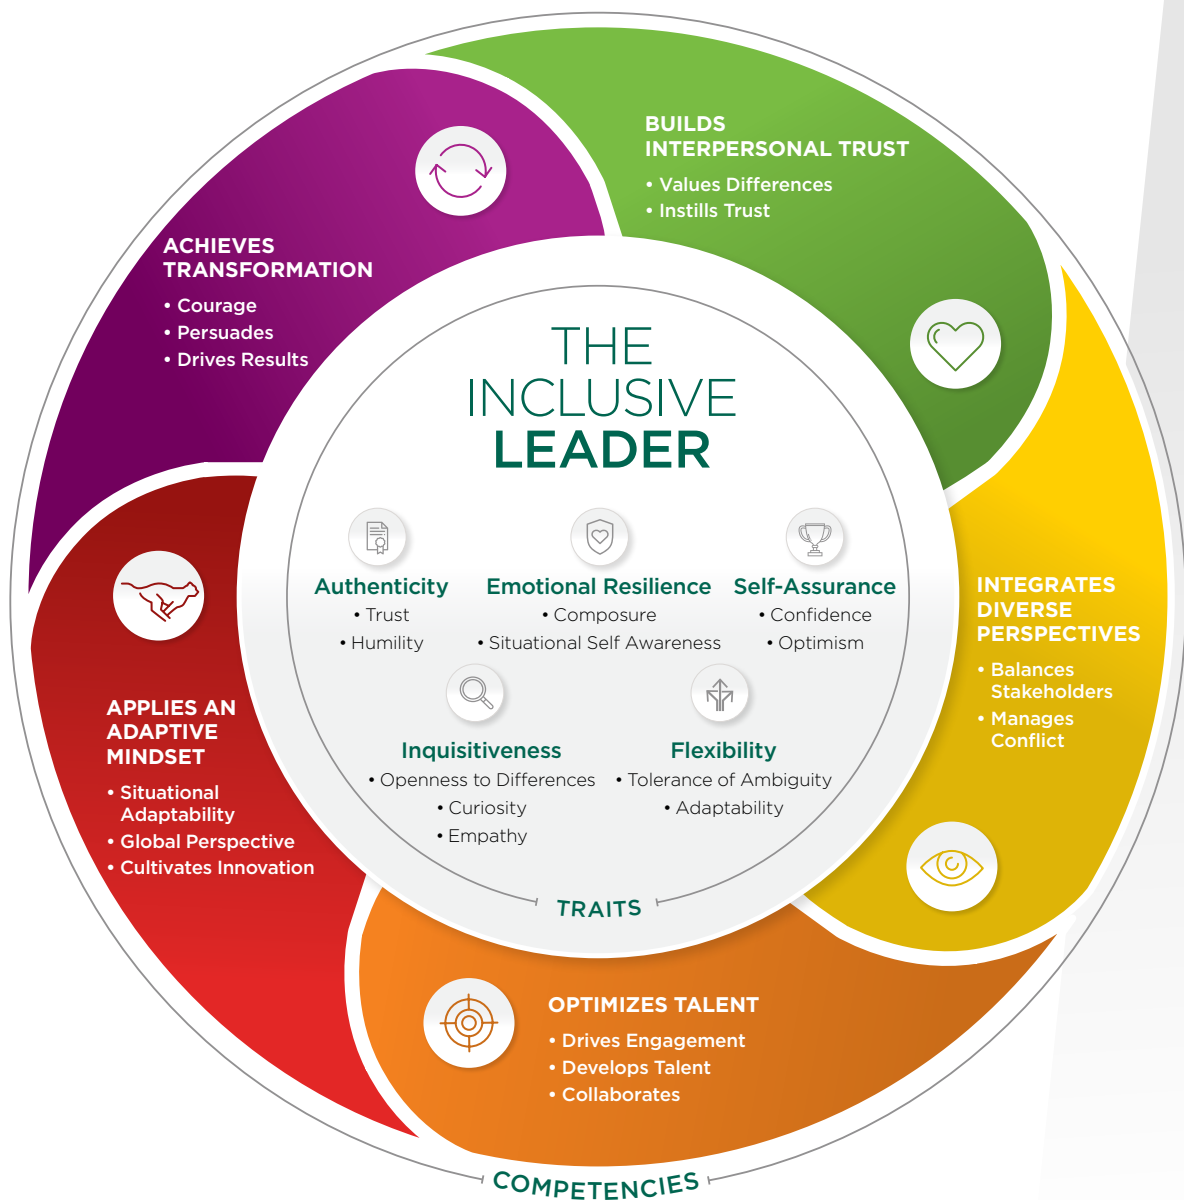 BUILDS
INTERPERSONAL TRUST
• Values Differences
• Instills Trust
ACHIEVES
TRANSFORMATION
• Courage
• Persuades
• Drives Results
THE
INCLUSIVE
LEADER
Authenticity
• Trust
• Humility
Emotional Resilience
• Composure
• Situational Self Awareness
Self-Assurance
• Confidence
• Optimism
Inquisitiveness
• Openness to Differences
• Curiosity
• Empathy
Flexibility
• Tolerance of Ambiguity
• Adaptability
TRAITS
INTEGRATES
DIVERSE
PERSPECTIVES
• Balances
Stakeholders
• Manages
Conflict
APPLIES AN
ADAPTIVE
MINDSET
• Situational
Adaptability
• Global Perspective
• Cultivates Innovation
OPTIMIZES TALENT
• Drives Engagement
• Develops Talent
• Collaborates
COMPETENCIES